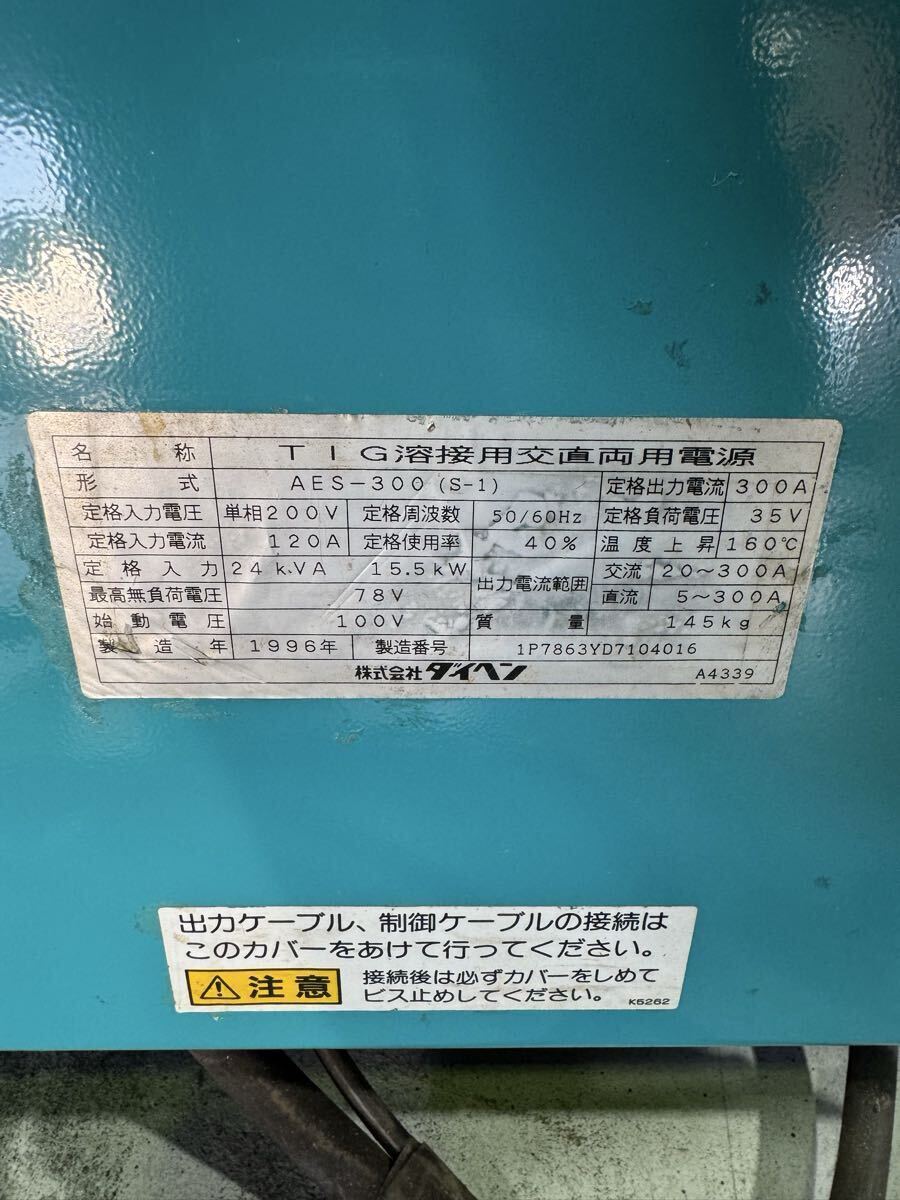 名称 TIG溶接用交直両用電源
形式 AES-300(S-1) 定格出力電流 300A
定格入力電圧 単相200V 定格周波数 50/60Hz 定格負荷電圧 35V
定格入力電流 120A 定格使用率 40% 温度上昇 160℃
定格入力 24kVA 15.5kW 出力電流範囲 交流 20~300A
最高無負荷電圧 78V 直流 5~300A
始動電圧 100V 質量 145kg
製造年 1996年 製造番号 1P7863YD7104016
株式会社ダイヘン A4339
出力ケーブル、制御ケーブルの接続は
このカバーをあけて行ってください。
注意 接続後は必ずカバーをしめて
ビス止めしてください。 K5262